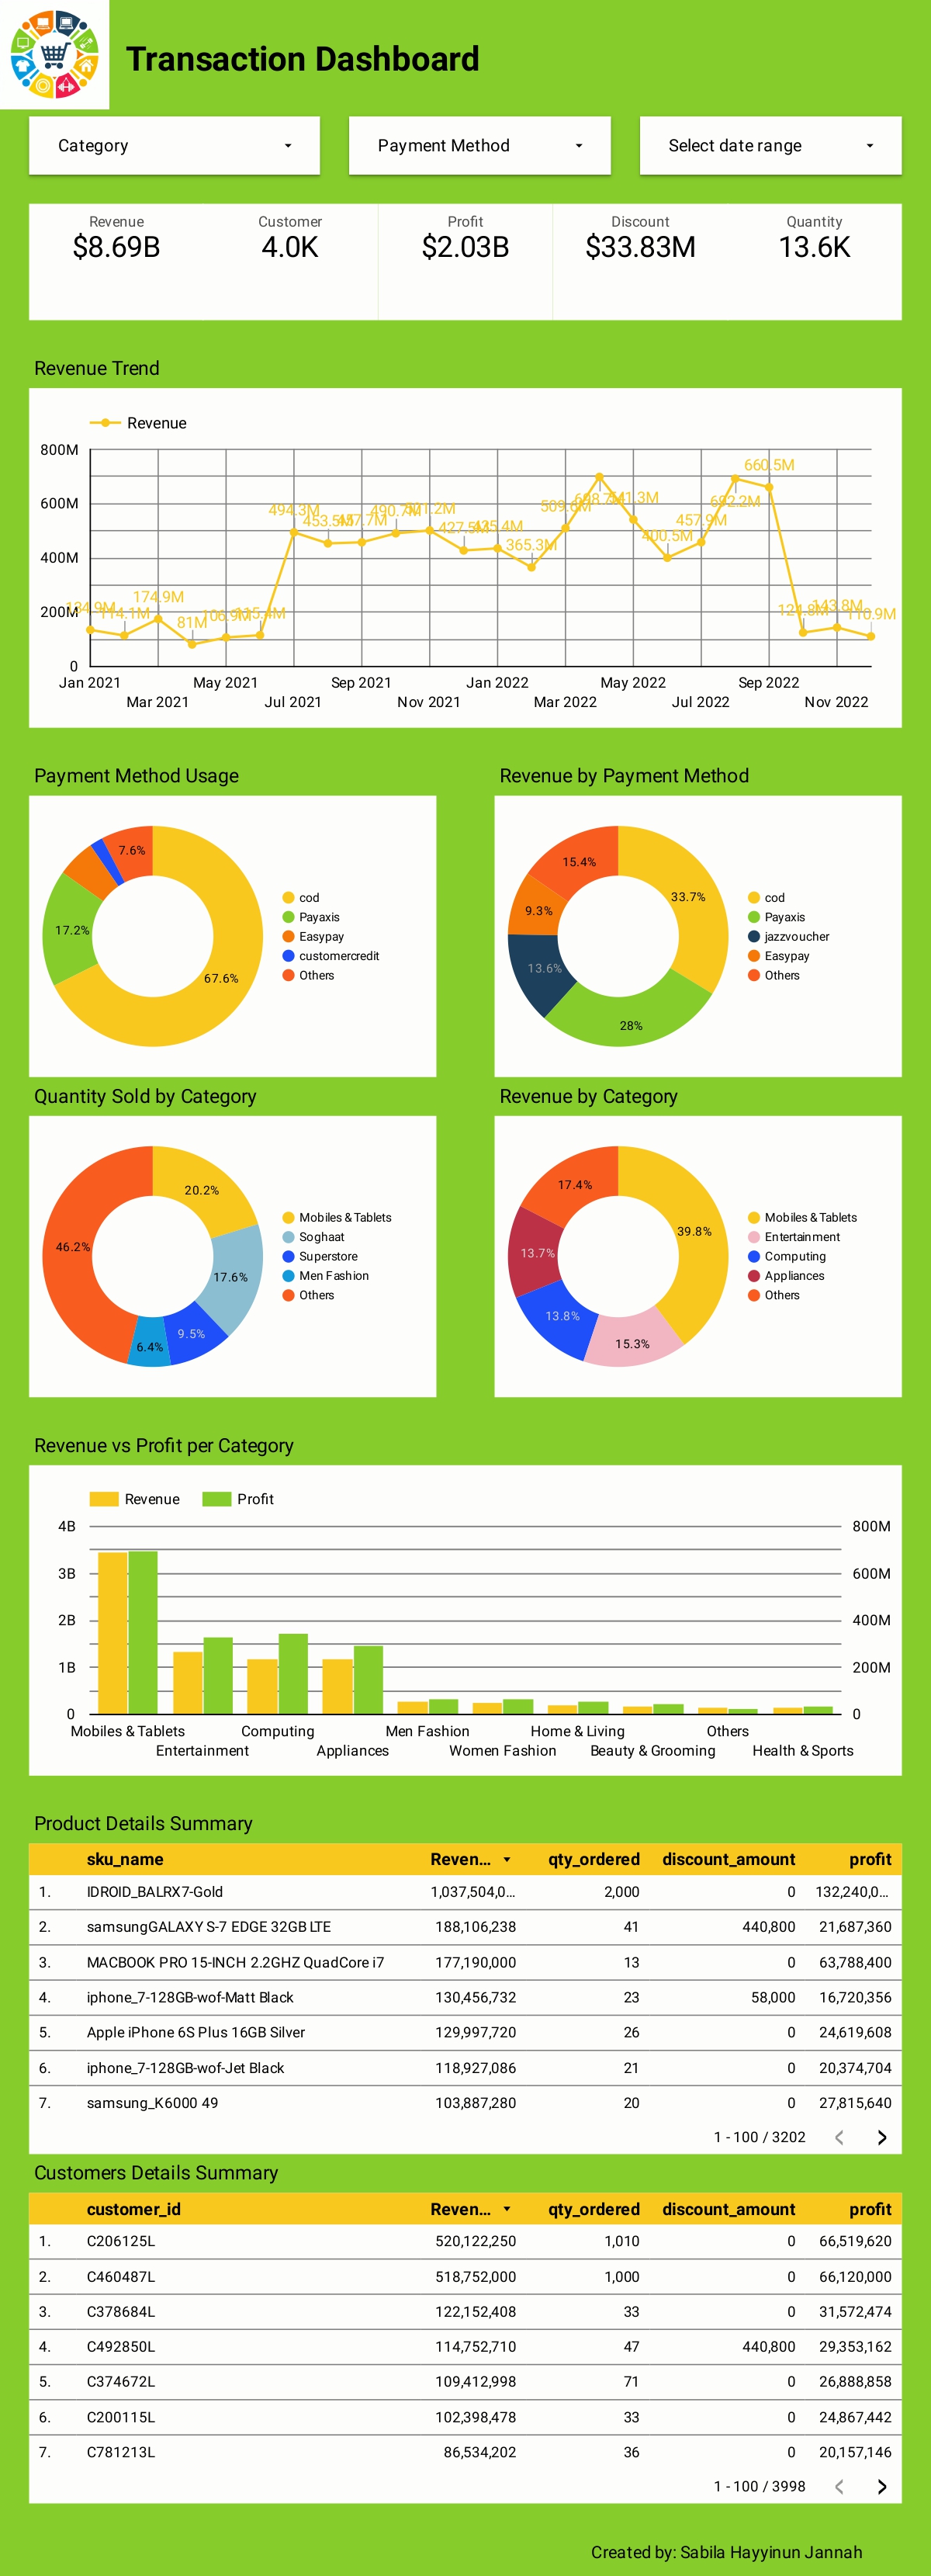 Transaction Dashboard
Category
Payment Method
Select date range
Revenue
$8.69B
Customer
4.0K
Profit
$2.03B
Discount
$33.83M
Quantity
13.6K
Revenue Trend
Revenue
800M
600M
400M
200M
0
174.9M
81M
494.3M
365.3M
400.5M
457.9M
692.2M
660.5M
110.9M
Jan 2021
Mar 2021
May 2021
Jul 2021
Sep 2021
Nov 2021
Jan 2022
Mar 2022
May 2022
Jul 2022
Sep 2022
Nov 2022
Payment Method Usage
7.6%
17.2%
67.6%
cod
Payaxis
Easypay
customercredit
Others
Revenue by Payment Method
15.4%
33.7%
9.3%
13.6%
28%
cod
Payaxis
jazzvoucher
Easypay
Others
Quantity Sold by Category
20.2%
46.2%
17.6%
9.5%
6.4%
Mobiles & Tablets
Soghaat
Superstore
Men Fashion
Others
Revenue by Category
17.4%
39.8%
13.7%
13.8%
15.3%
Mobiles & Tablets
Entertainment
Computing
Appliances
Others
Revenue vs Profit per Category
Revenue Profit
4B
3B
2B
1B
0
800M
600M
400M
200M
0
Mobiles & Tablets
Entertainment
Computing
Appliances
Men Fashion
Women Fashion
Home & Living
Beauty & Grooming
Others
Health & Sports
Product Details Summary
sku_name Reven... qty_ordered discount_amount profit
1. IDROID_BALRX7-Gold 1,037,504,0... 2,000 0 132,240,0...
2. samsungGALAXY S-7 EDGE 32GB LTE 188,106,238 41 440,800 21,687,360
3. MACBOOK PRO 15-INCH 2.2GHZ QuadCore i7 177,190,000 13 0 63,788,400
4. iphone_7-128GB-wof-Matt Black 130,456,732 23 58,000 16,720,356
5. Apple iPhone 6S Plus 16GB Silver 129,997,720 26 0 24,619,608
6. iphone_7-128GB-wof-Jet Black 118,927,086 21 0 20,374,704
7. samsung_K6000 49 103,887,280 20 0 27,815,640
1 - 100 / 3202
Customers Details Summary
customer_id Reven... qty_ordered discount_amount profit
1. C206125L 520,122,250 1,010 0 66,519,620
2. C460487L 518,752,000 1,000 0 66,120,000
3. C378684L 122,152,408 33 0 31,572,474
4. C492850L 114,752,710 47 440,800 29,353,162
5. C374672L 109,412,998 71 0 26,888,858
6. C200115L 102,398,478 33 0 24,867,442
7. C781213L 86,534,202 36 0 20,157,146
1 - 100 / 3998
Created by: Sabila Hayyinun Jannah